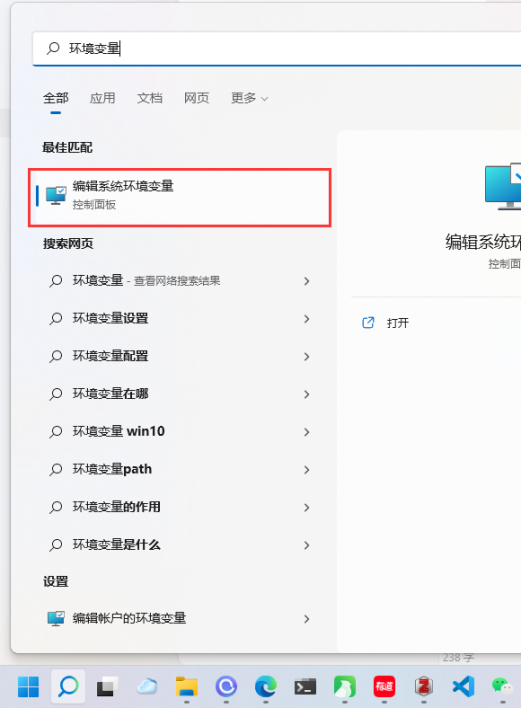 环境变量
全部 应用 文档 网页 更多
最佳匹配
编辑系统环境变量
控制面板
搜索网页
环境变量 - 查看网络搜索结果
环境变量设置
环境变量配置
环境变量在哪
环境变量 win10
环境变量path
环境变量的作用
环境变量是什么
设置
编辑帐户的环境变量
编辑系统环
控制面
打开
238 字
有道